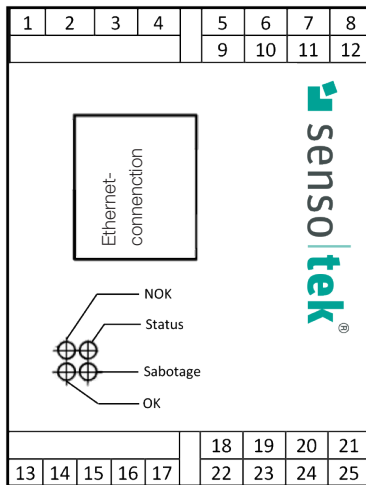 1 2 3 4 5 6 7 8
9 10 11 12
Ethernet-
connenction
senso|tek®
NOK
Status
Sabotage
OK
18 19 20 21
13 14 15 16 17 22 23 24 25